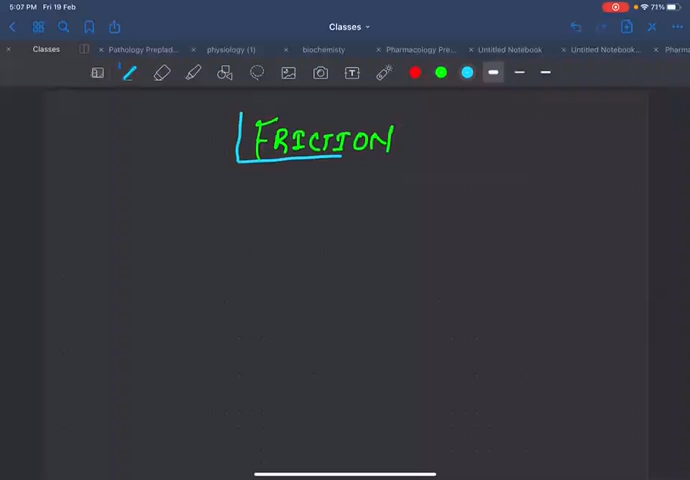 5:07 PM Fri 19 Feb
71%
Classes
Classes
Pathology Preplad...
physiology (1)
biochemisty
Pharmacology Pre...
Untitled Notebook
Untitled Notebook...
Pharma
T
FRICTION